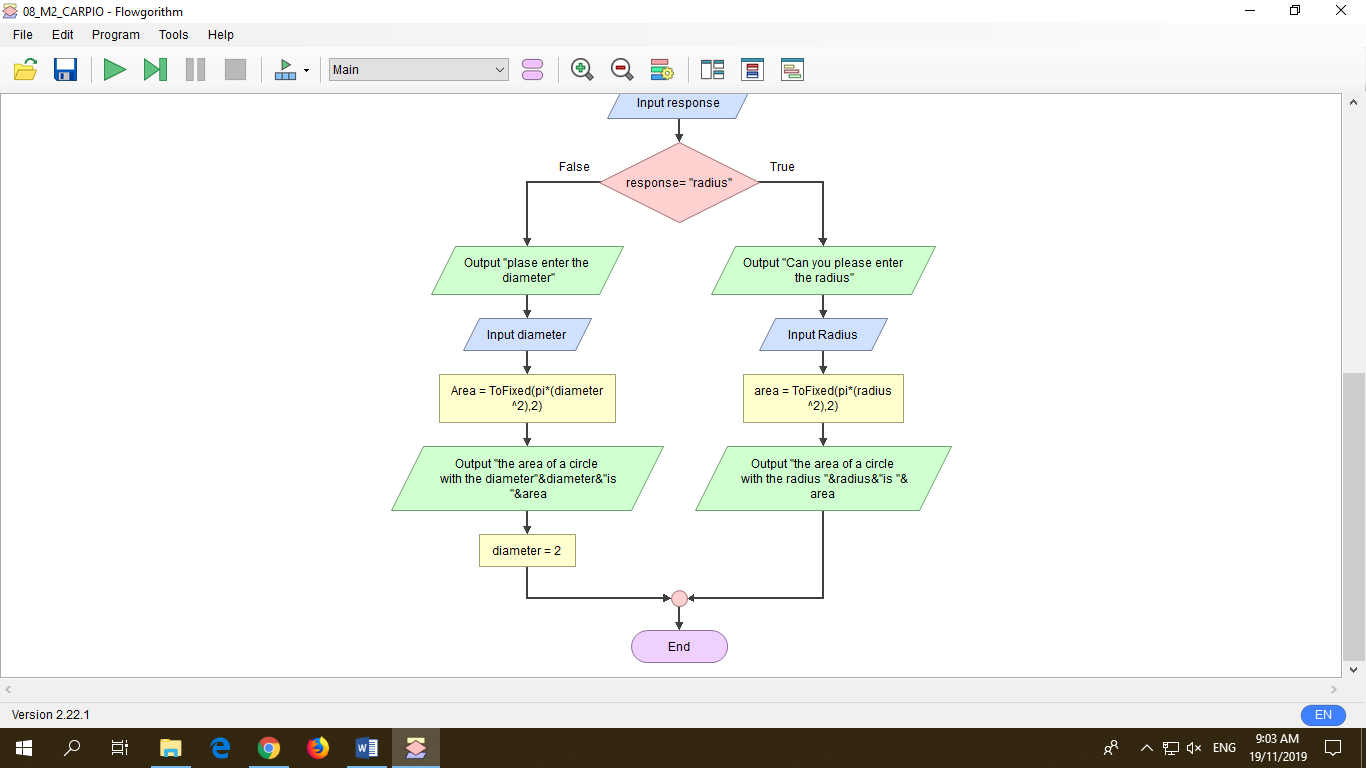 08_M2_CARPIO - Flowgorithm
File Edit Program Tools Help
Main
Input response
False
True
response= "radius"
Output "plase enter the
diameter"
Output "Can you please enter
the radius"
Input diameter
Input Radius
Area = ToFixed(pi*(diameter
^2),2)
area = ToFixed(pi*(radius
^2),2)
Output "the area of a circle
with the diameter"&diameter&"is
"&area
Output "the area of a circle
with the radius "&radius&"is "&
area
diameter = 2
End
Version 2.22.1
EN
ENG
9:03 AM
19/11/2019